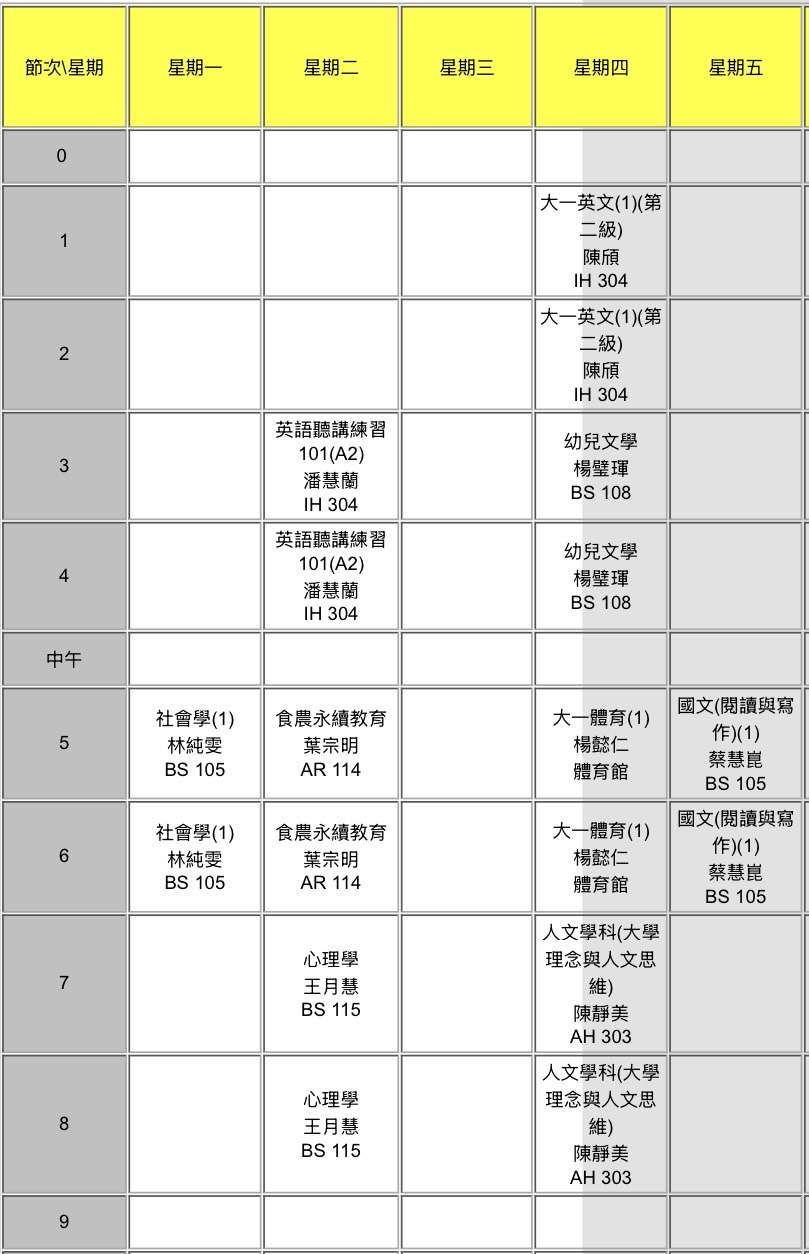 節次\星期 星期一 星期二 星期三 星期四 星期五
0
1
大一英文(1)(第
二級)
陳頎
IH 304
2
大一英文(1)(第
二級)
陳頎
IH 304
3
英語聽講練習
101(A2)
潘慧蘭
IH 304
幼兒文學
楊璧琿
BS 108
4
英語聽講練習
101(A2)
潘慧蘭
IH 304
幼兒文學
楊璧琿
BS 108
中午
5
社會學(1)
林純雯
BS 105
食農永續教育
葉宗明
AR 114
大一體育(1)
楊懿仁
體育館
國文(閱讀與寫
作)(1)
蔡慧崑
BS 105
6
社會學(1)
林純雯
BS 105
食農永續教育
葉宗明
AR 114
大一體育(1)
楊懿仁
體育館
國文(閱讀與寫
作)(1)
蔡慧崑
BS 105
7
心理學
王月慧
BS 115
人文學科(大學
理念與人文思
維)
陳靜美
AH 303
8
心理學
王月慧
BS 115
人文學科(大學
理念與人文思
維)
陳靜美
AH 303
9